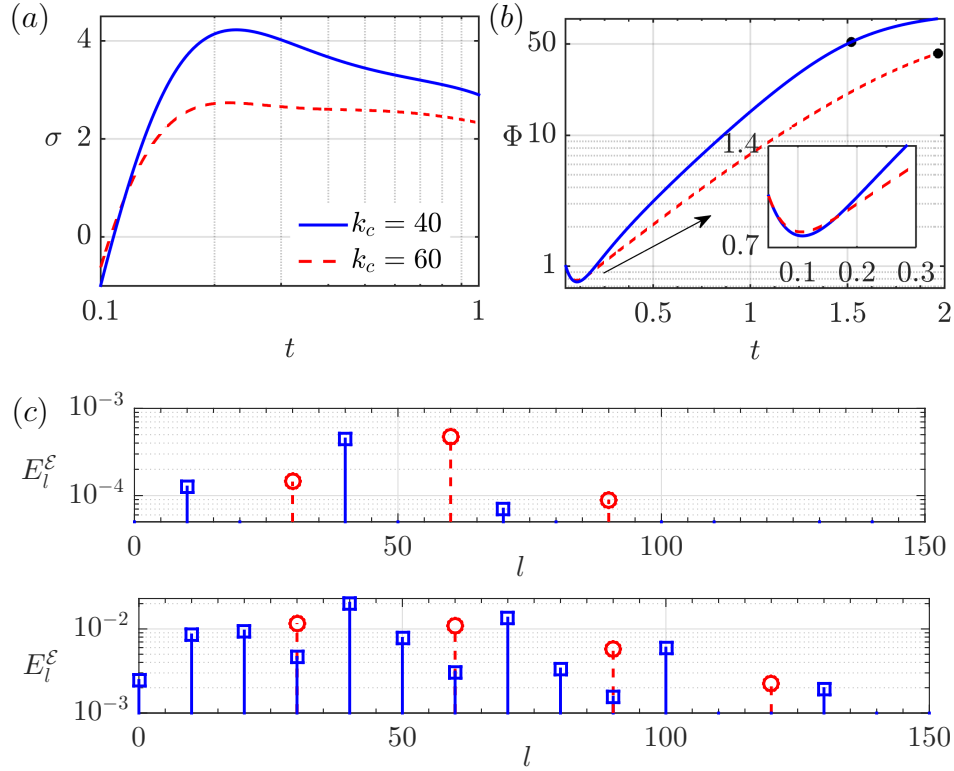 (a)
4
σ
2
0
k_c = 40
k_c = 60
0.1
1
t
(b)
50
Φ
10
1
0.5
1
1.5
2
t
1.4
0.7
0.1
0.2
0.3
(c)
10^{-3}
E_l^ℰ
10^{-4}
0
50
100
150
l
10^{-2}
E_l^ℰ
10^{-3}
0
50
100
150
l